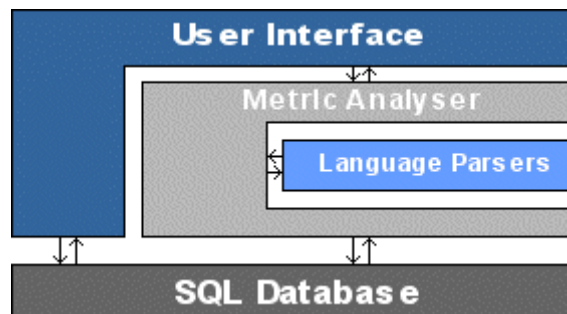 User Interface
Metric Analyser
Language Parsers
SQL Database